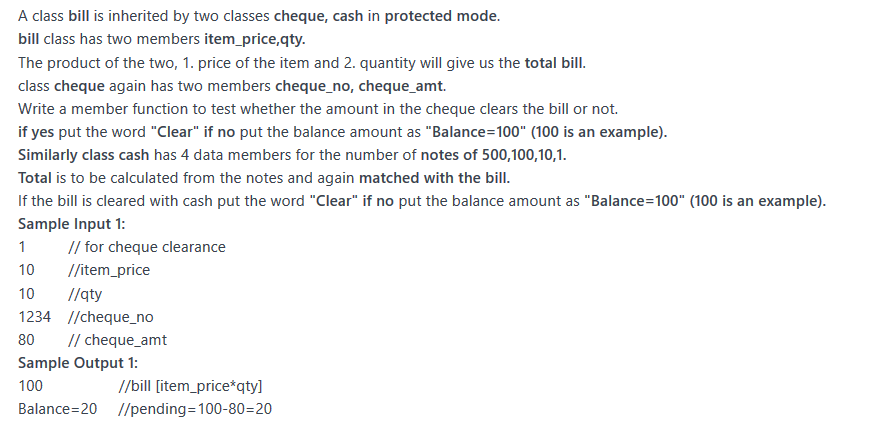 A class bill is inherited by two classes cheque, cash in protected mode.
bill class has two members item_price,qty.
The product of the two, 1. price of the item and 2. quantity will give us the total bill.
class cheque again has two members cheque_no, cheque_amt.
Write a member function to test whether the amount in the cheque clears the bill or not.
if yes put the word "Clear" if no put the balance amount as "Balance=100" (100 is an example).
Similarly class cash has 4 data members for the number of notes of 500,100,10,1.
Total is to be calculated from the notes and again matched with the bill.
If the bill is cleared with cash put the word "Clear" if no put the balance amount as "Balance=100" (100 is an example).
Sample Input 1:
1 // for cheque clearance
10 //item_price
10 //qty
1234 //cheque_no
80 // cheque_amt
Sample Output 1:
100 //bill [item_price*qty]
Balance=20 //pending=100-80=20